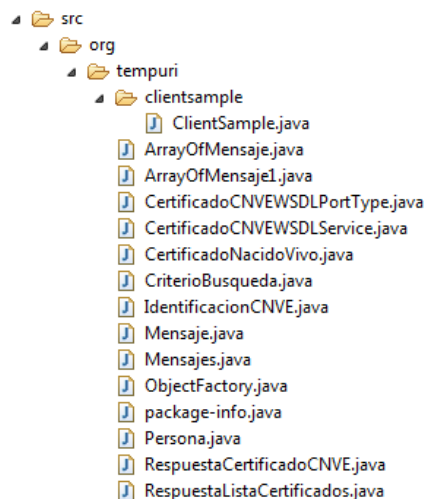 src
org
tempuri
clientsample
ClientSample.java
ArrayOfMensaje.java
ArrayOfMensaje1.java
CertificadoCNVEWSDLPortType.java
CertificadoCNVEWSDLService.java
CertificadoNacidoVivo.java
CriterioBusqueda.java
IdentificacionCNVE.java
Mensaje.java
Mensajes.java
ObjectFactory.java
package-info.java
Persona.java
RespuestaCertificadoCNVE.java
RespuestaListaCertificados.java